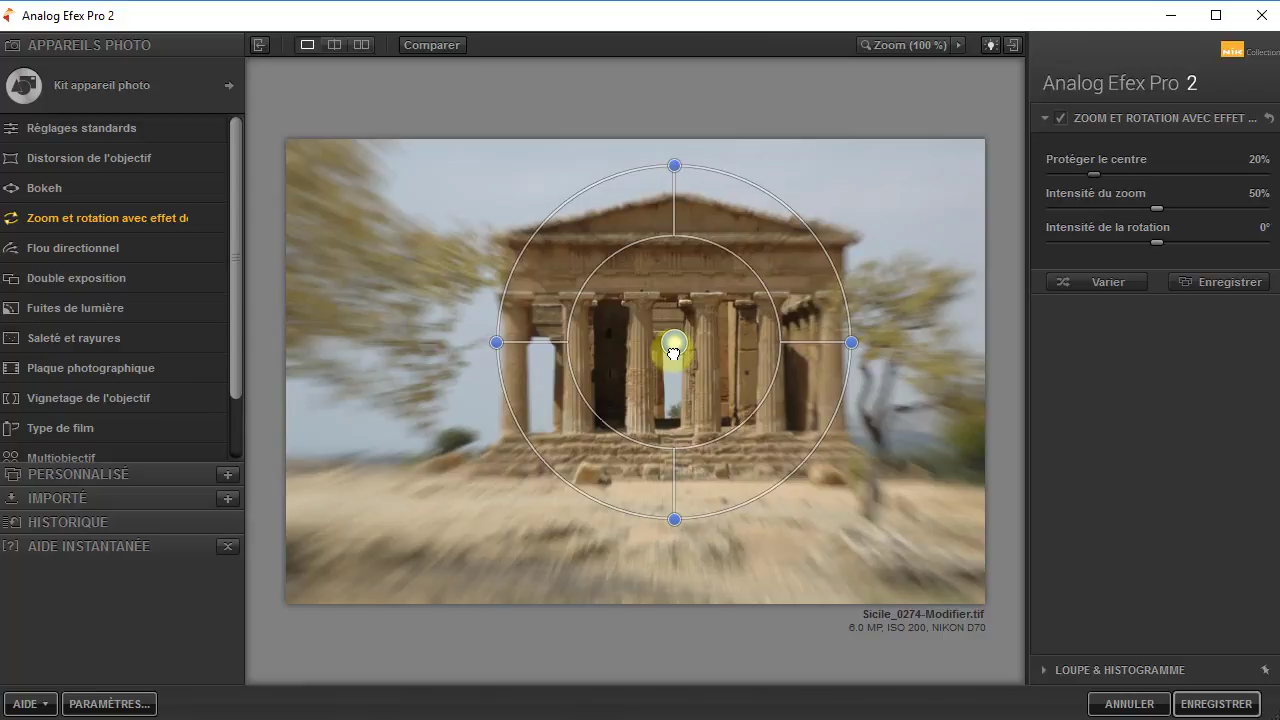 Analog Efex Pro 2
APPAREILS PHOTO
Comparer
Zoom (100 %)
Nik Collection
Kit appareil photo
Analog Efex Pro 2
ZOOM ET ROTATION AVEC EFFET ...
Réglages standards
Distorsion de l'objectif
Bokeh
Zoom et rotation avec effet de
Flou directionnel
Double exposition
Fuites de lumière
Saleté et rayures
Plaque photographique
Vignetage de l'objectif
Type de film
Multiobjectif
PERSONNALISÉ
IMPORTÉ
HISTORIQUE
AIDE INSTANTANÉE
Protéger le centre 20%
Intensité du zoom 50%
Intensité de la rotation 0°
Varier
Enregistrer
Sicile_0274-Modifier.tif
6.0 MP, ISO 200, NIKON D70
LOUPE & HISTOGRAMME
AIDE
PARAMÈTRES...
ANNULER
ENREGISTRER